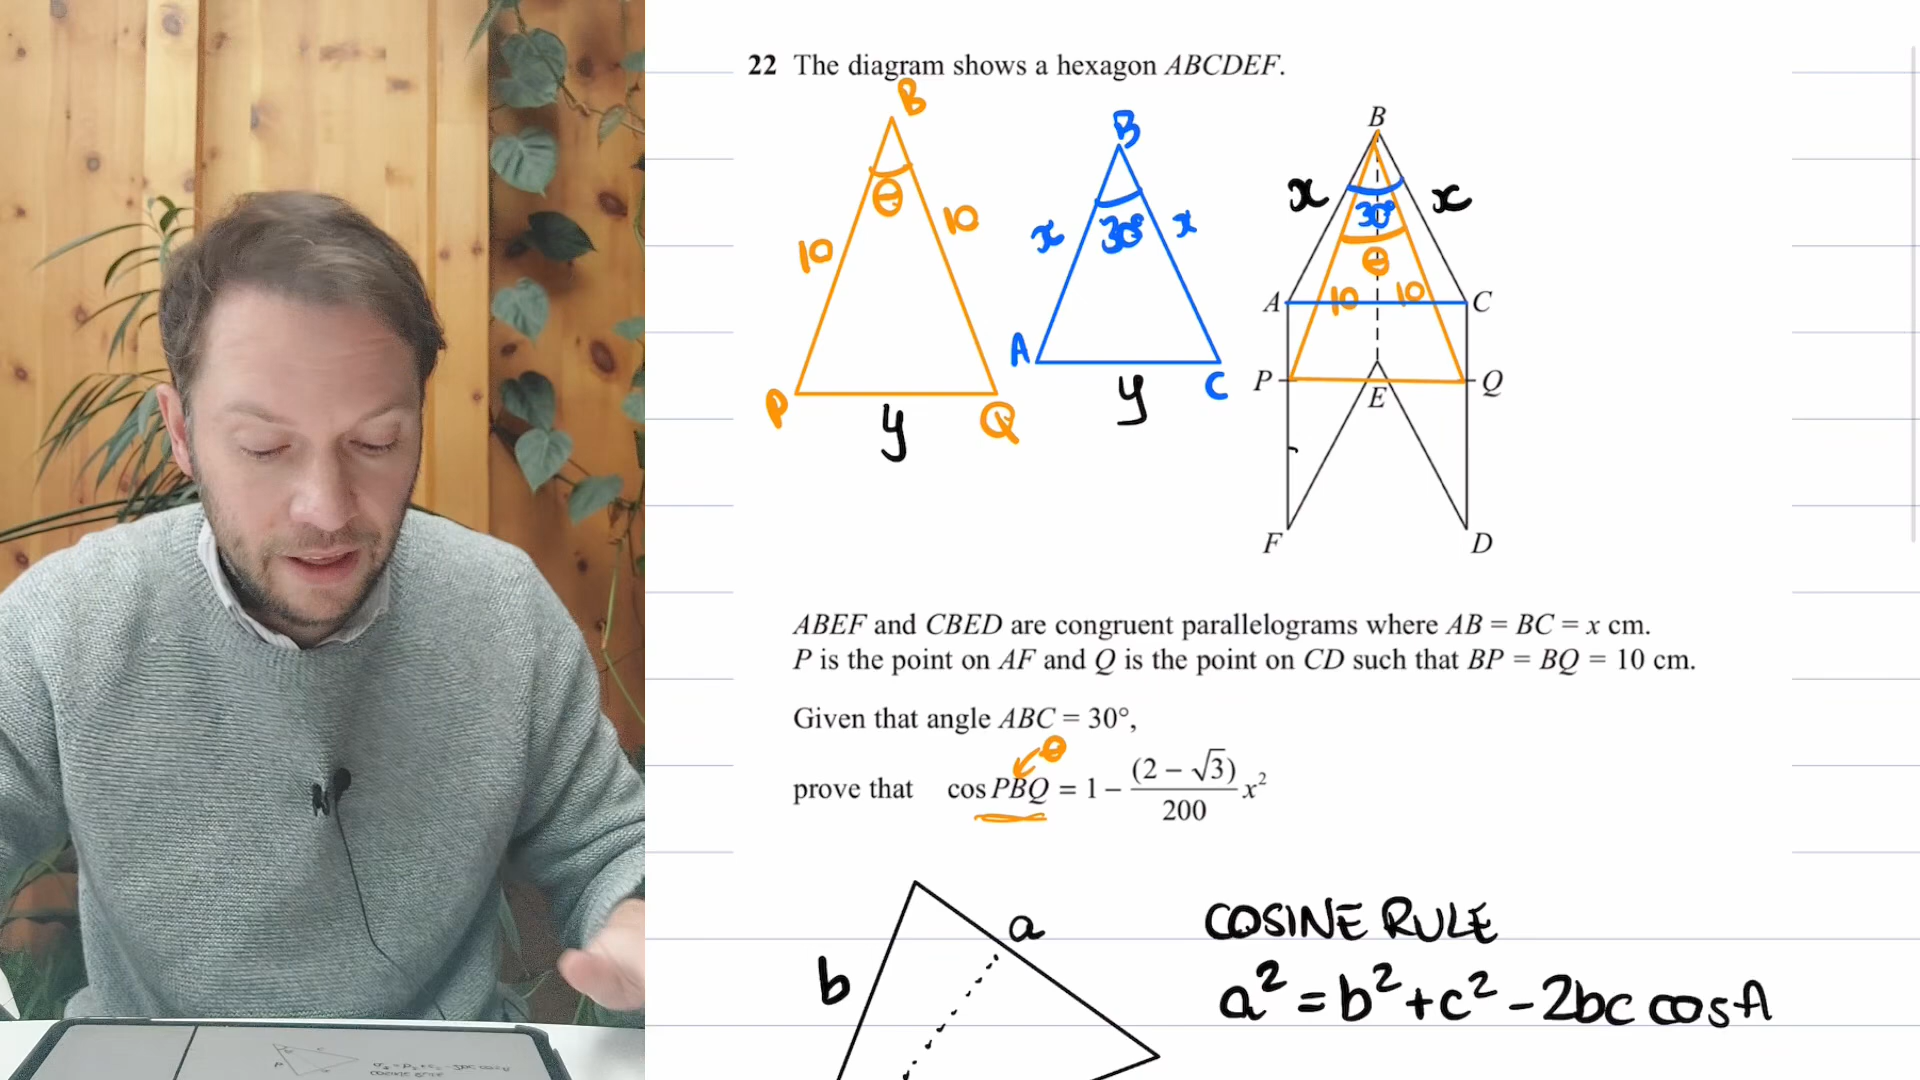 22 The diagram shows a hexagon ABCDEF.
B
θ
10
10
P
y
Q
B
30°
x
x
A
y
C
B
x
x
30°
θ
A
10
10
C
P
E
Q
F
D
ABEF and CBED are congruent parallelograms where AB = BC = x cm.
P is the point on AF and Q is the point on CD such that BP = BQ = 10 cm.
Given that angle ABC = 30°,
θ
prove that cos PBQ = 1 − (2 − √3)/200 x²
a
b
COSINE RULE
a² = b² + c² − 2bc cosA